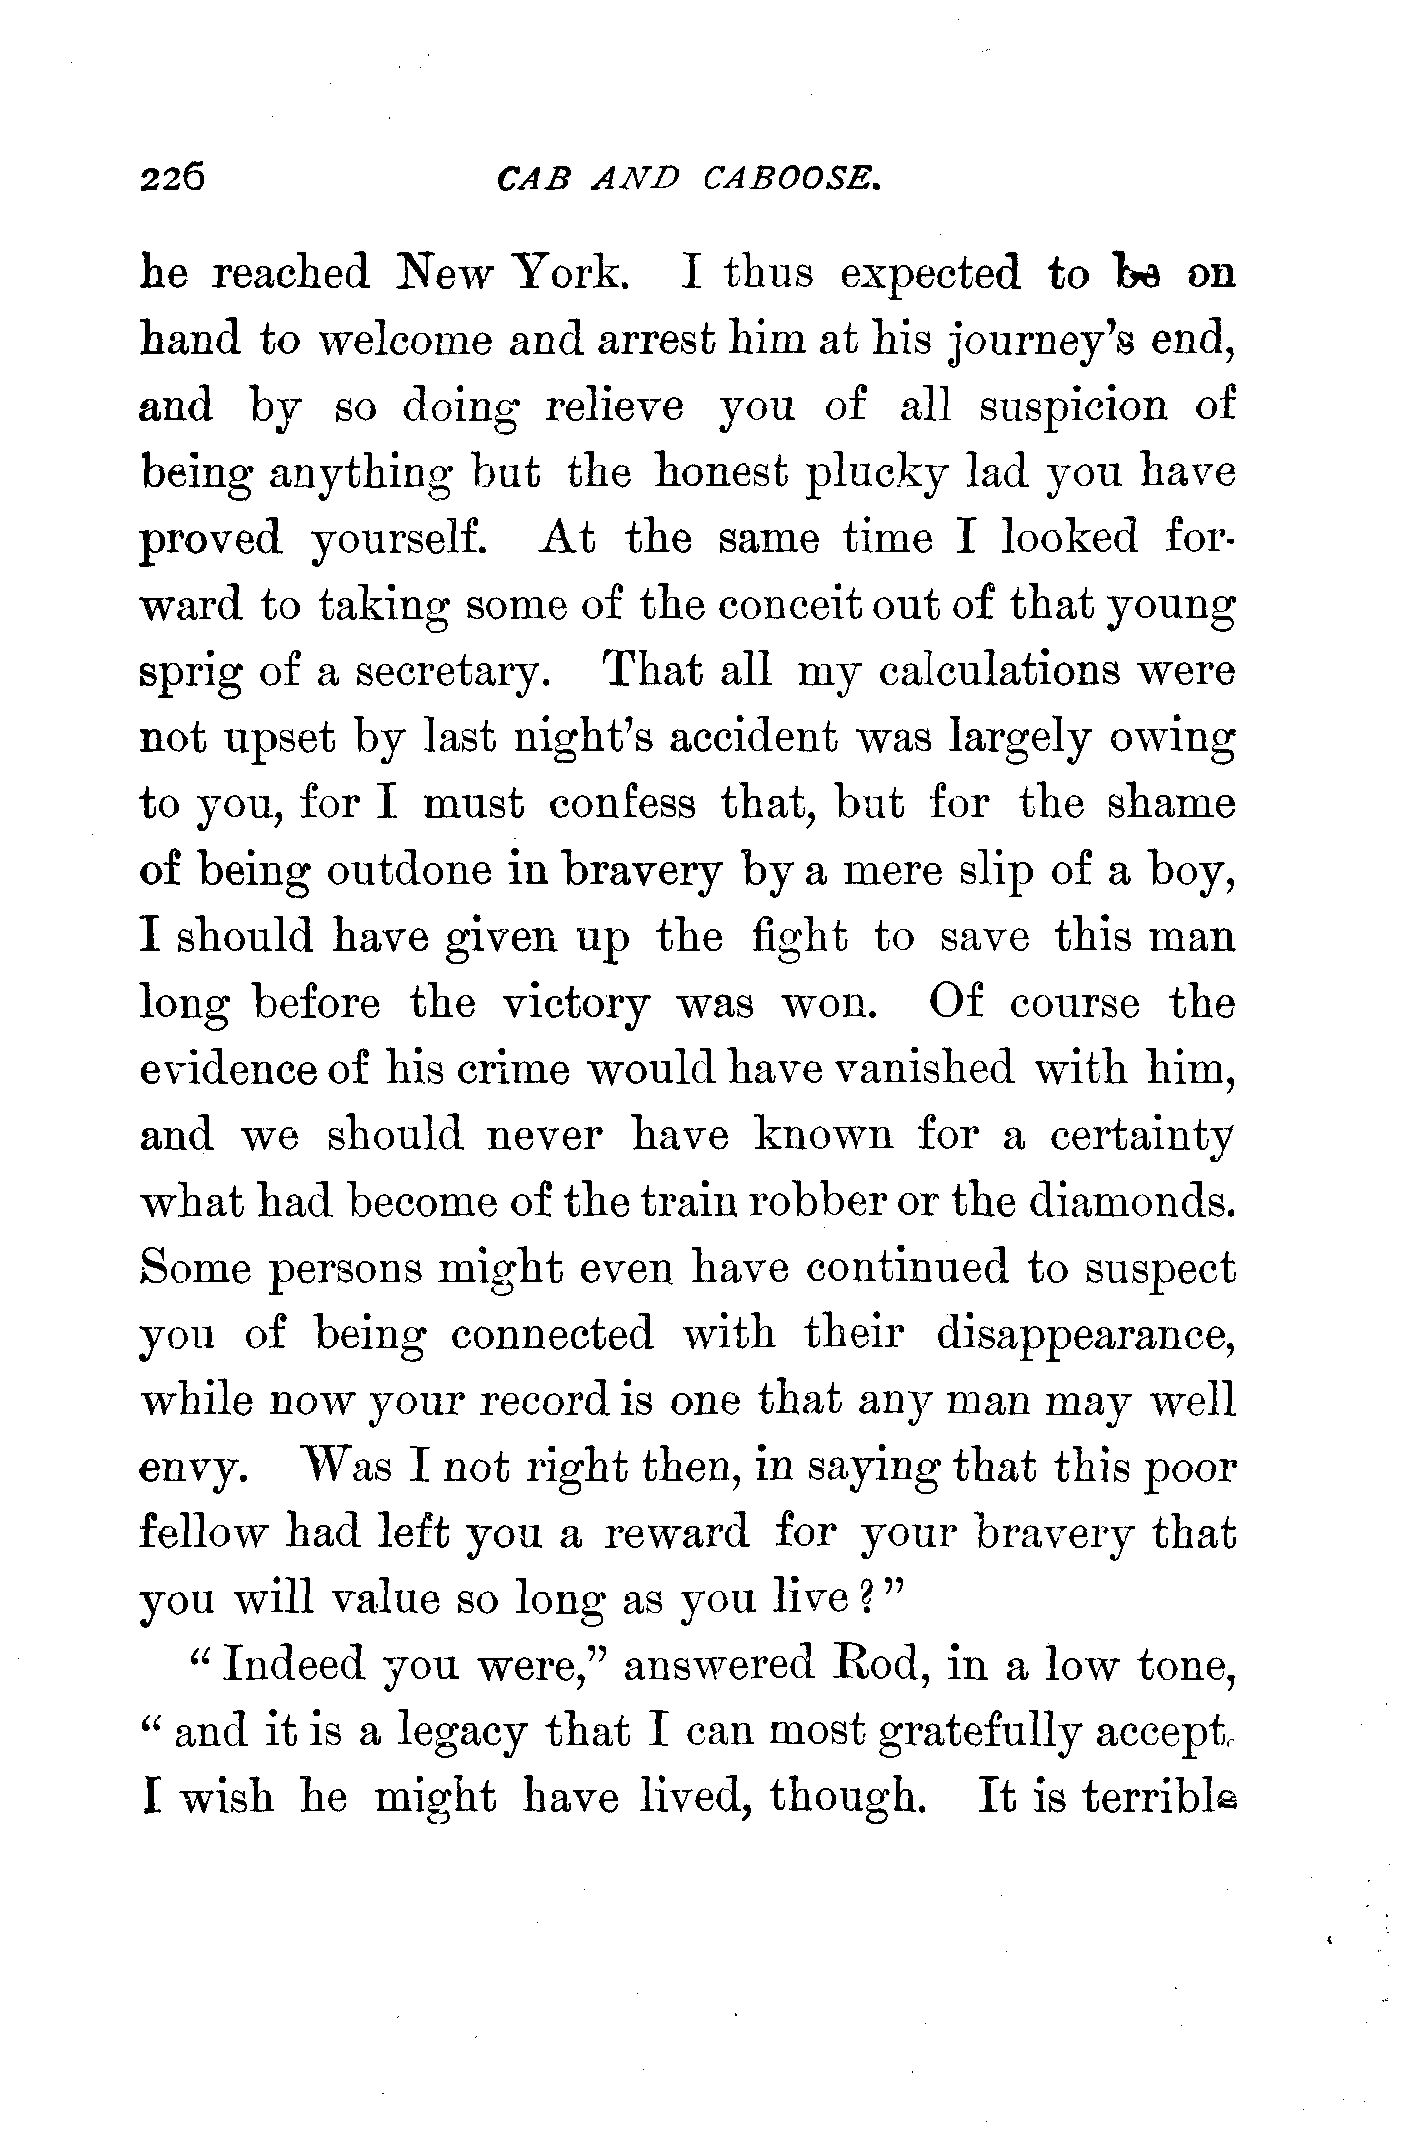 226 CAB AND CABOOSE.
he reached New York. I thus expected to be on
hand to welcome and arrest him at his journey's end,
and by so doing relieve you of all suspicion of
being anything but the honest plucky lad you have
proved yourself. At the same time I looked for-
ward to taking some of the conceit out of that young
sprig of a secretary. That all my calculations were
not upset by last night's accident was largely owing
to you, for I must confess that, but for the shame
of being outdone in bravery by a mere slip of a boy,
I should have given up the fight to save this man
long before the victory was won. Of course the
evidence of his crime would have vanished with him,
and we should never have known for a certainty
what had become of the train robber or the diamonds.
Some persons might even have continued to suspect
you of being connected with their disappearance,
while now your record is one that any man may well
envy. Was I not right then, in saying that this poor
fellow had left you a reward for your bravery that
you will value so long as you live?"
"Indeed you were," answered Rod, in a low tone,
"and it is a legacy that I can most gratefully accept.
I wish he might have lived, though. It is terrible